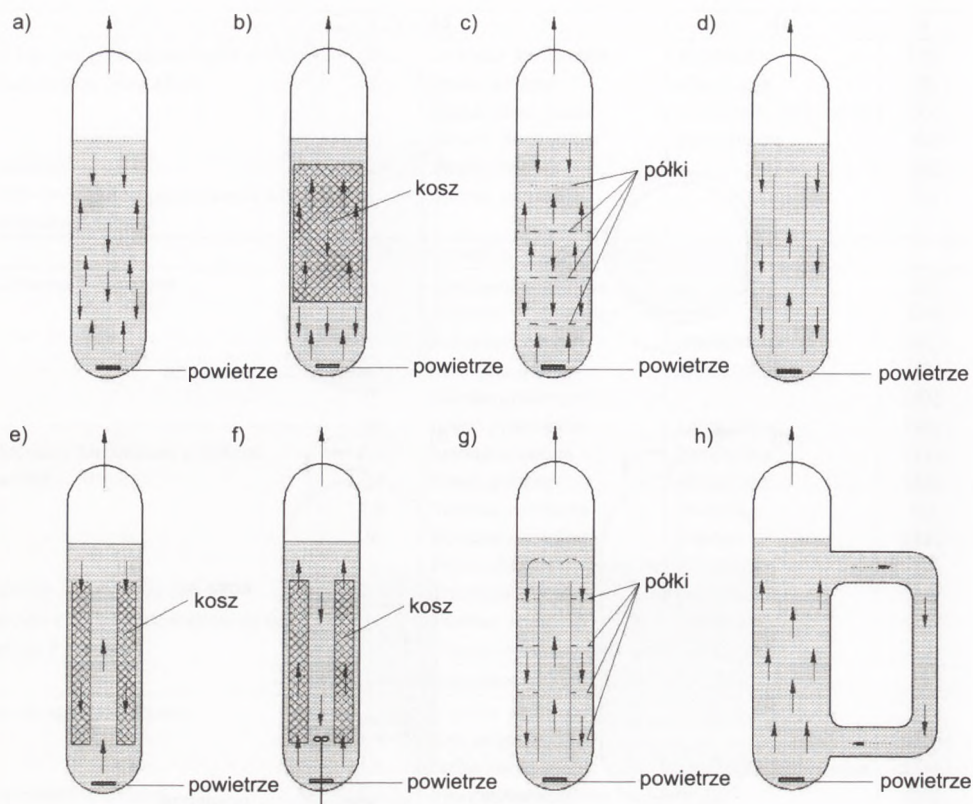 a)
b)
c)
d)
kosz
półki
powietrze
powietrze
powietrze
powietrze
e)
f)
g)
h)
kosz
kosz
półki
powietrze
powietrze
powietrze
powietrze